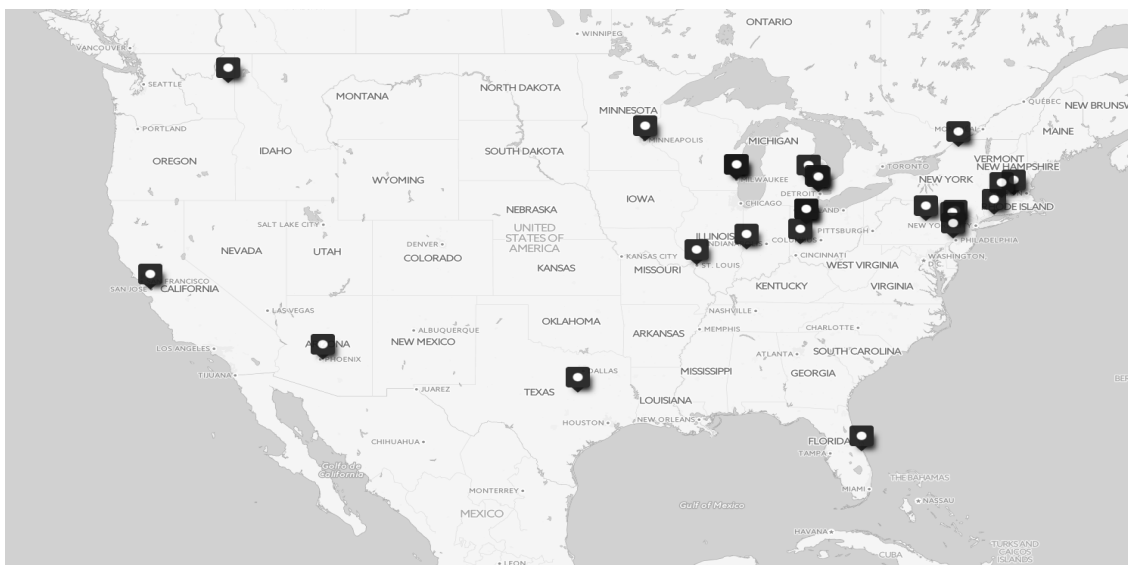 ONTARIO
WINNIPEG
VANCOUVER
QUÉBEC
NEW BRUNSW
SEATTLE
MONTANA
NORTH DAKOTA
MINNESOTA
MAINE
PORTLAND
MINNEAPOLIS
MICHIGAN
TORONTO
VERMONT
NEW HAMPSHIRE
OREGON
IDAHO
SOUTH DAKOTA
WYOMING
NEW YORK
DETROIT
IOWA
CHICAGO
NEBRASKA
SALT LAKE CITY
UNITED
STATES OF
AMERICA
ILLINOIS
PITTSBURGH
PHILADELPHIA
NEVADA
UTAH
DENVER
COLORADO
KANSAS CITY
KANSAS
MISSOURI
ST. LOUIS
CINCINNATI
WASHINGTON
D.C.
WEST VIRGINIA
KENTUCKY
VIRGINIA
FRANCISCO
SAN JOSE
CALIFORNIA
LAS VEGAS
NASHVILLE
OKLAHOMA
ARKANSAS
MEMPHIS
CHARLOTTE
ALBUQUERQUE
NEW MEXICO
LOS ANGELES
PHOENIX
ATLANTA
SOUTH CAROLINA
TIJUANA
DALLAS
MISSISSIPPI
GEORGIA
JUAREZ
TEXAS
LOUISIANA
HOUSTON
NEW ORLEANS
CHIHUAHUA
FLORIDA
TAMPA
Golfo de
California
MONTERREY
MIAMI
THE BAHAMAS
NASSAU
Gulf of Mexico
MEXICO
HAVANA
CUBA
TURKS AND
CAICOS
ISLANDS
LEON